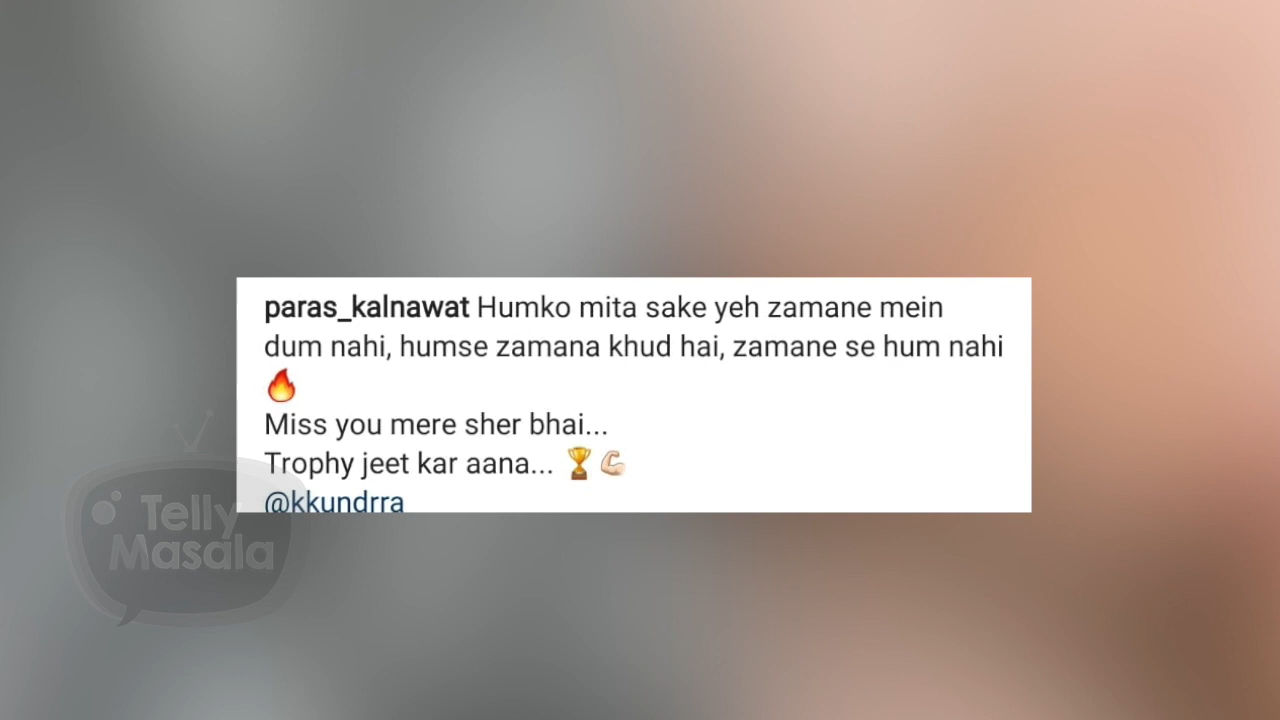 paras_kalnawat Humko mita sake yeh zamane mein
dum nahi, humse zamana khud hai, zamane se hum nahi
🔥
Miss you mere sher bhai...
Trophy jeet kar aana... 🏆💪🏻
@kkundrra
Telly
Masala